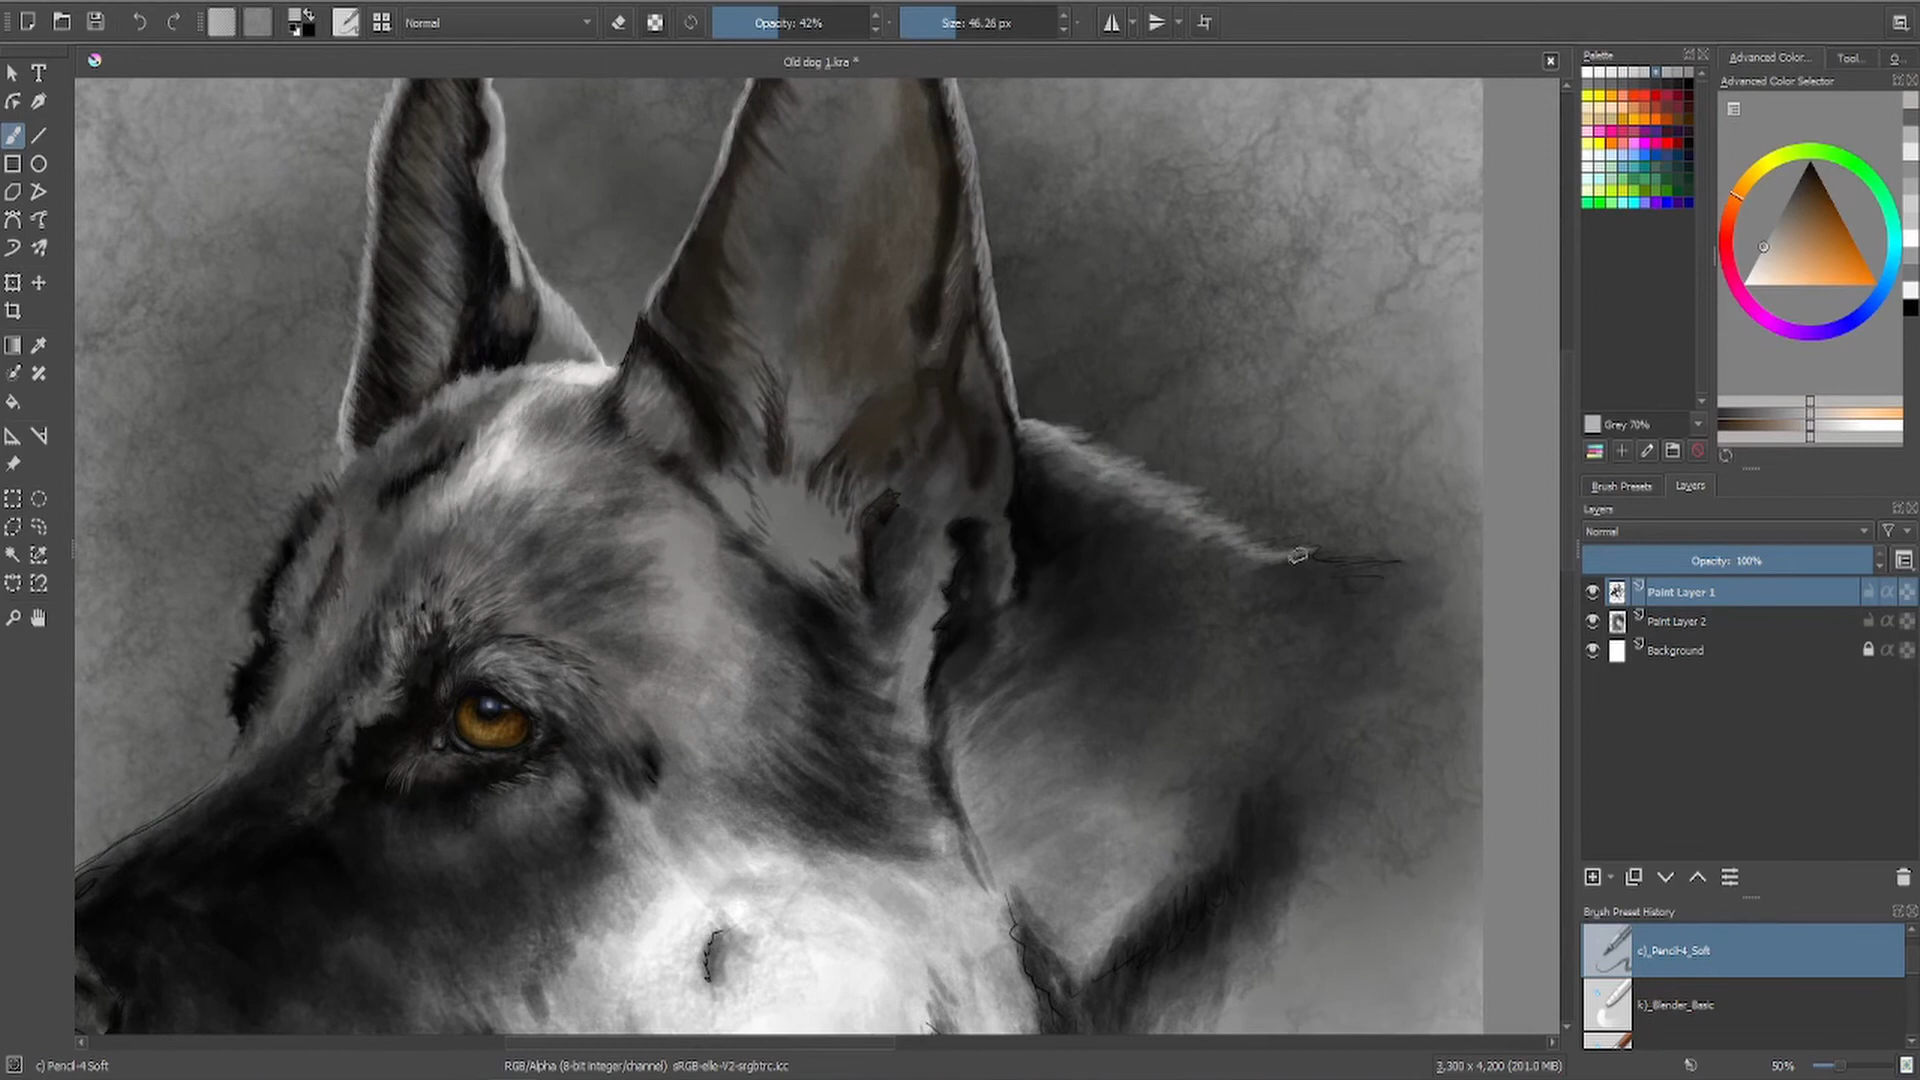 Normal
Opacity: 42%
Size: 46.26 px
Old dog 1.kra *
Palette
Advanced Color...
Tool...
O...
Advanced Color Selector
Grey 70%
Brush Presets
Layers
Layers
Normal
Opacity: 100%
Paint Layer 1
Paint Layer 2
Background
Brush Preset History
c)_Pencil-4_Soft
k)_Blender_Basic
c) Pencil-4 Soft
RGB/Alpha (8-bit integer/channel) sRGB-elle-V2-srgbtrc.icc
3,300 x 4,200 (201.0 MiB)
50%